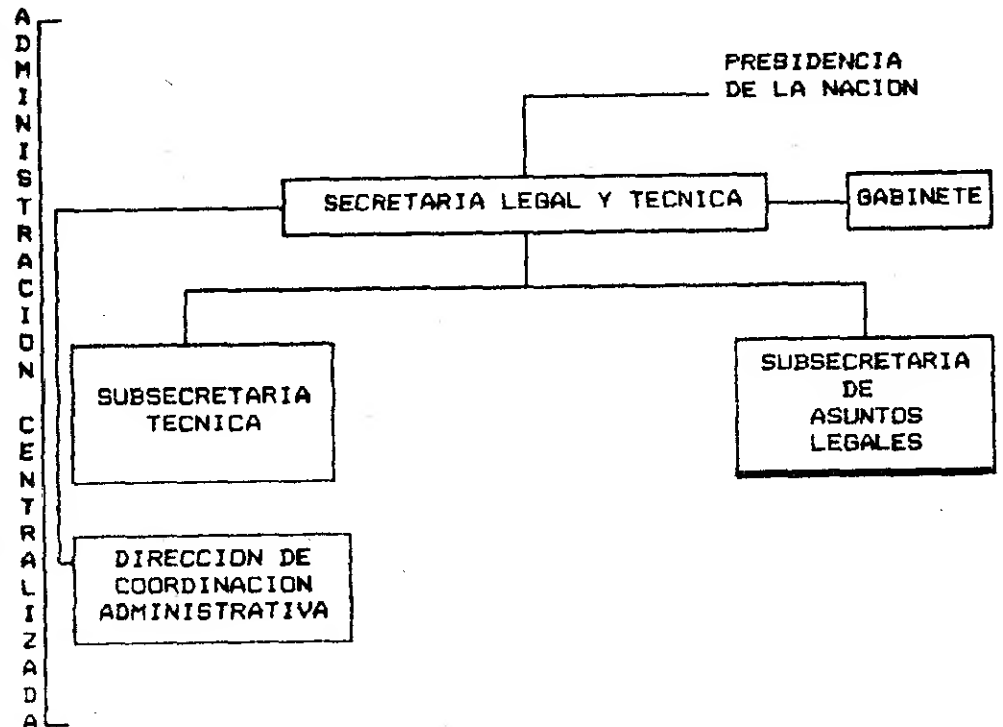 ADMINISTRACION CENTRALIZADA
PRESIDENCIA
DE LA NACION
SECRETARIA LEGAL Y TECNICA
GABINETE
SUBSECRETARIA
TECNICA
SUBSECRETARIA
DE
ASUNTOS
LEGALES
DIRECCION DE
COORDINACION
ADMINISTRATIVA